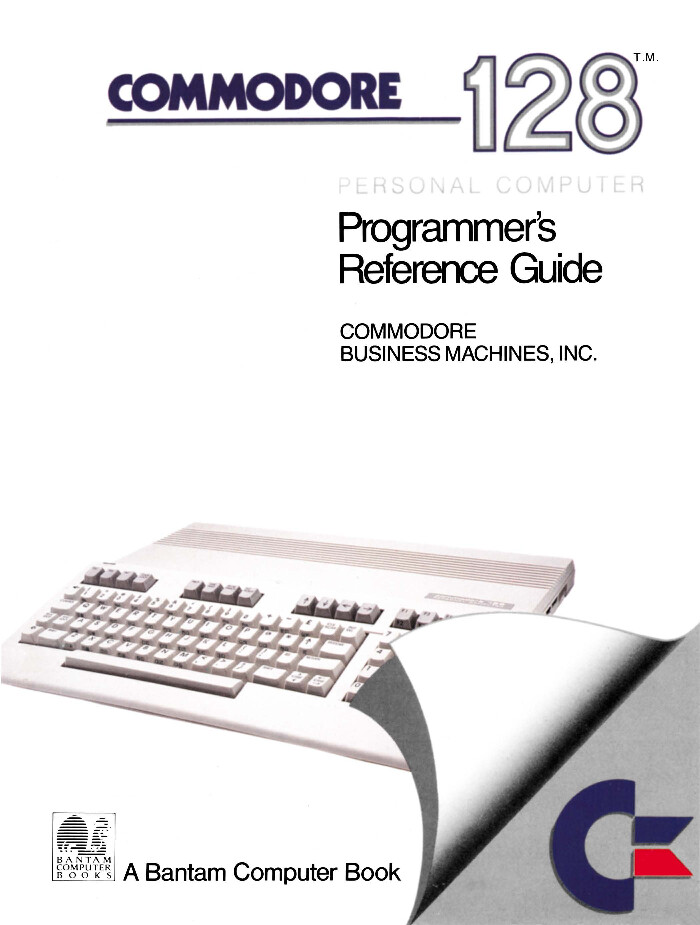 COMMODORE 128 T.M.
PERSONAL COMPUTER
Programmer's
Reference Guide
COMMODORE
BUSINESS MACHINES, INC.
BANTAM
COMPUTER
BOOKS
A Bantam Computer Book